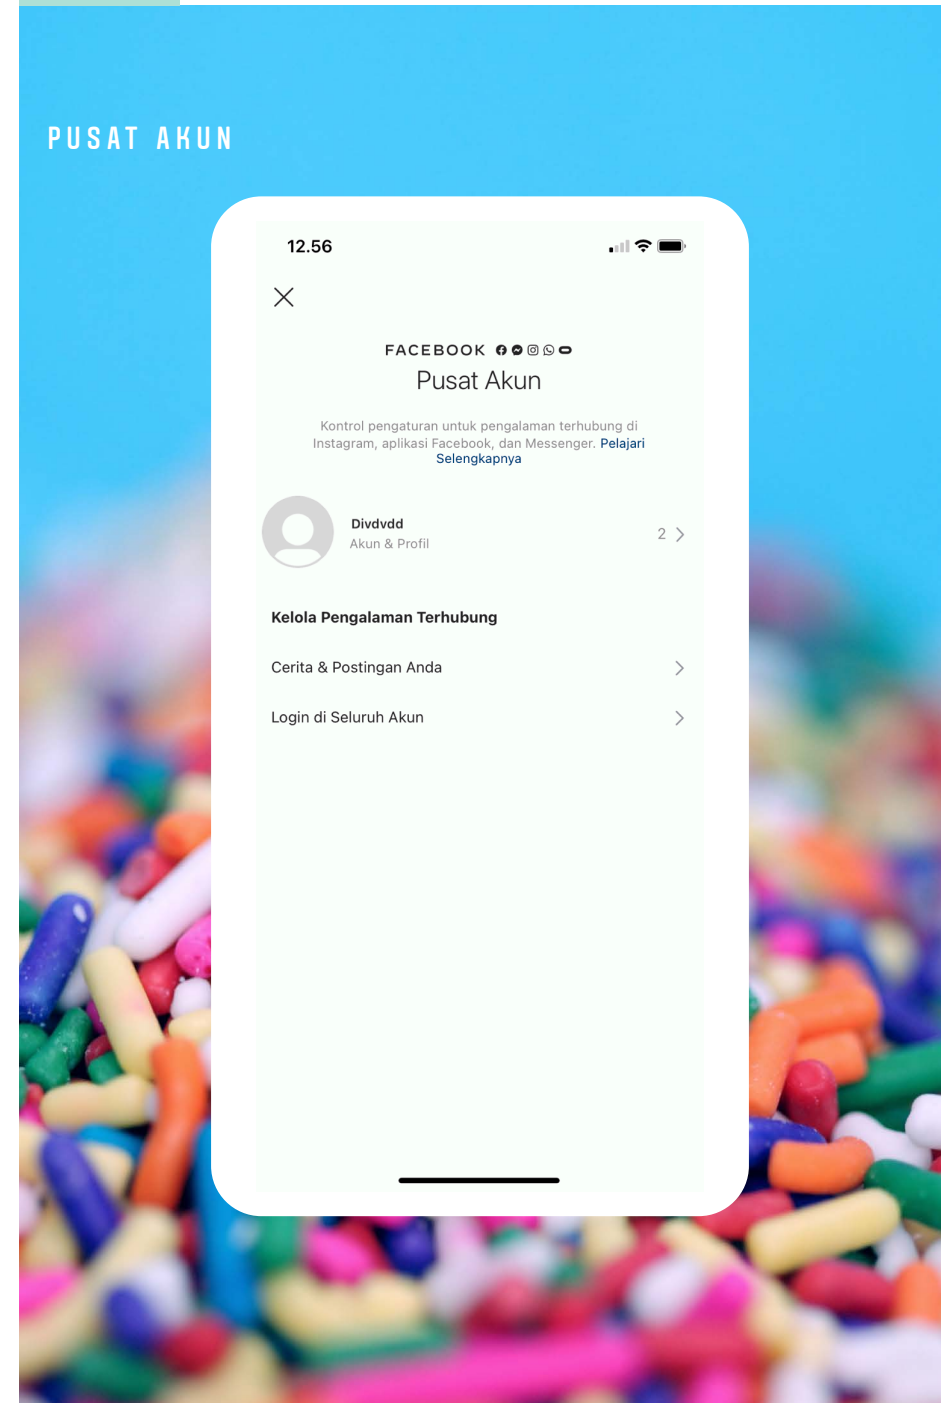 PUSAT AKUN
12.56
FACEBOOK
Pusat Akun
Kontrol pengaturan untuk pengalaman terhubung di
Instagram, aplikasi Facebook, dan Messenger. Pelajari
Selengkapnya
Divdvdd
Akun & Profil
2
Kelola Pengalaman Terhubung
Cerita & Postingan Anda
Login di Seluruh Akun